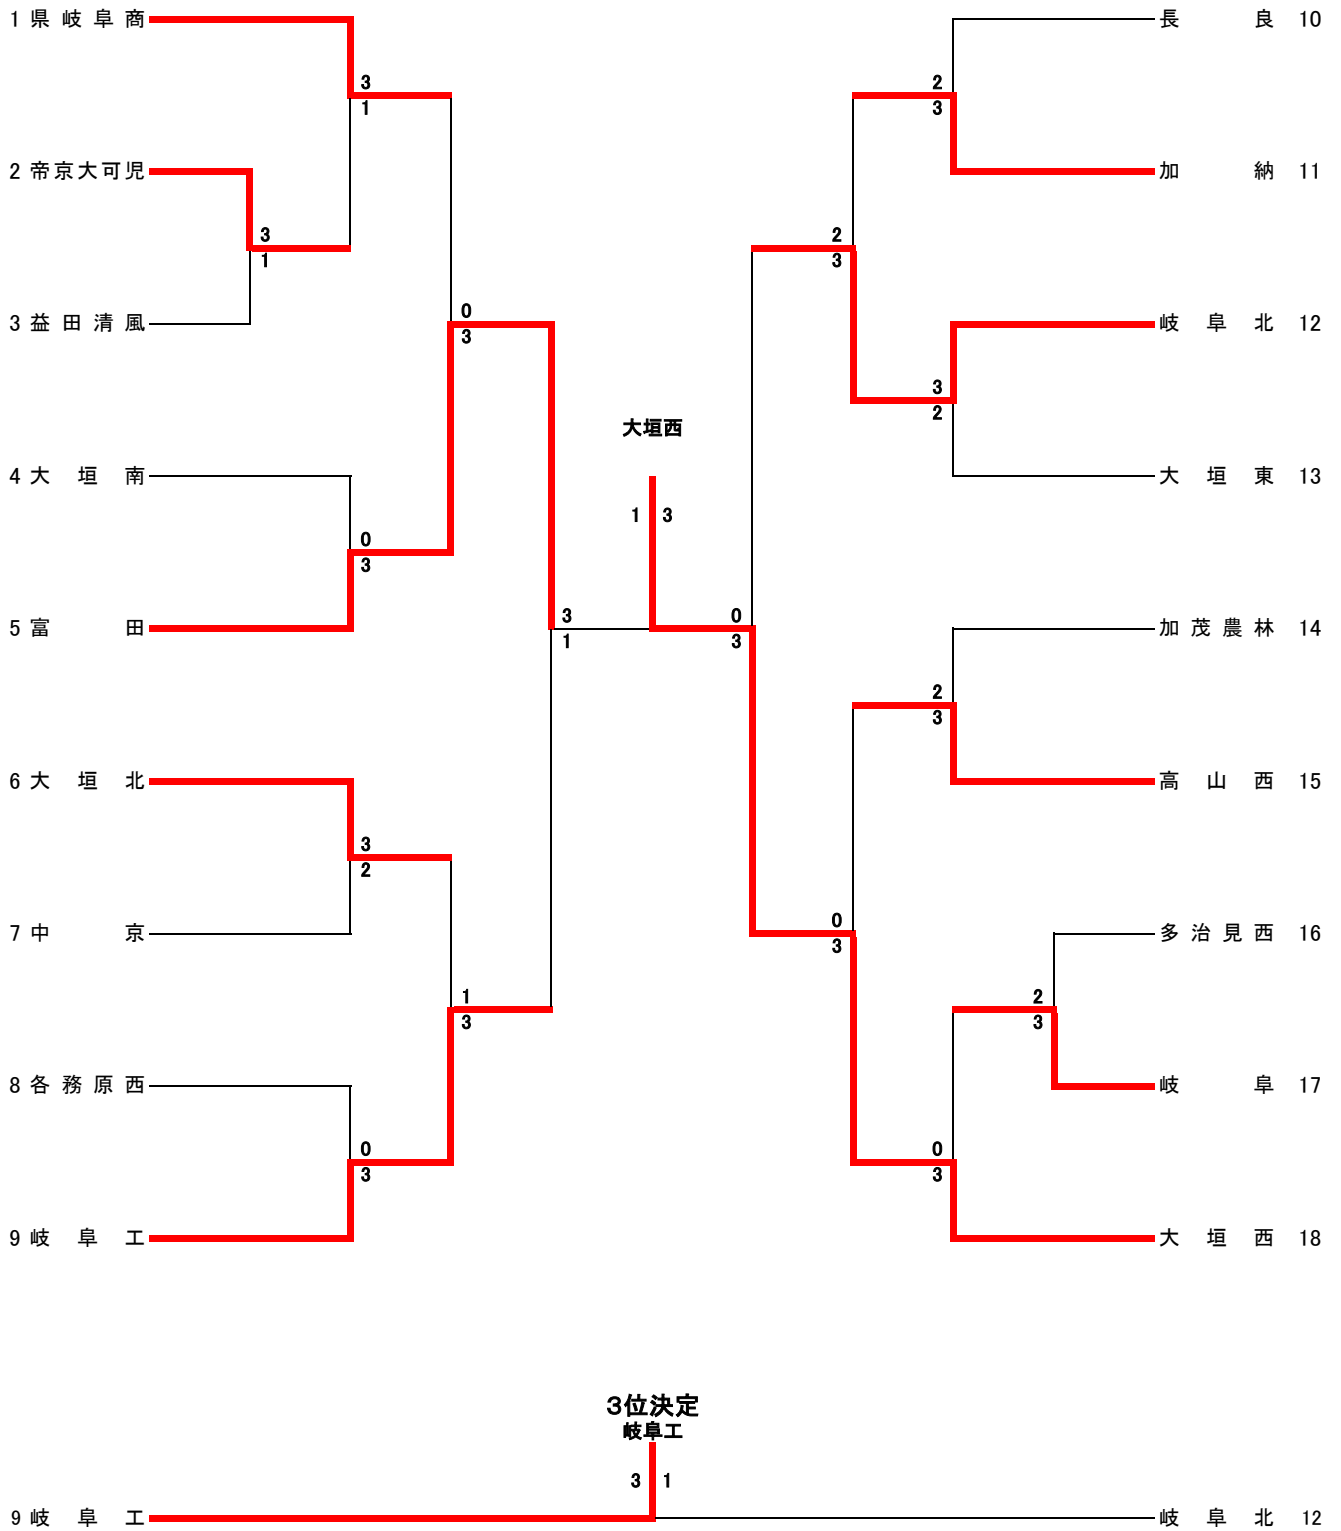 1 県岐阜商
長良 10
3
1
2
3
2 帝京大可児
加納 11
3
1
2
3
3 益田清風
岐阜北 12
0
3
3
2
大垣西
4 大垣南
大垣東 13
1 3
0
3
5 富田
加茂農林 14
3
1
0
3
2
3
6 大垣北
高山西 15
3
2
7 中京
多治見西 16
0
3
1
3
2
3
8 各務原西
岐阜 17
0
3
0
3
9 岐阜工
大垣西 18
3位決定
岐阜工
3 1
9 岐阜工
岐阜北 12